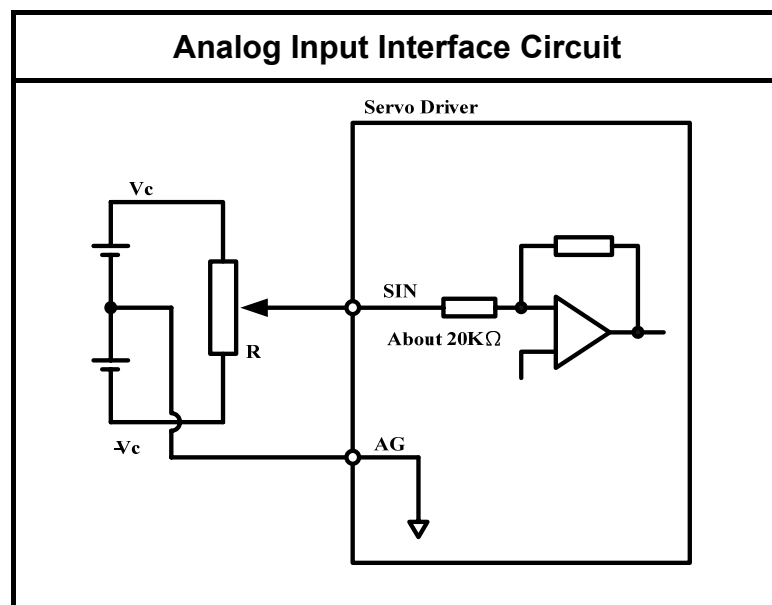 Analog Input Interface Circuit
Servo Driver
Vc
SIN
About 20KΩ
R
-Vc
AG